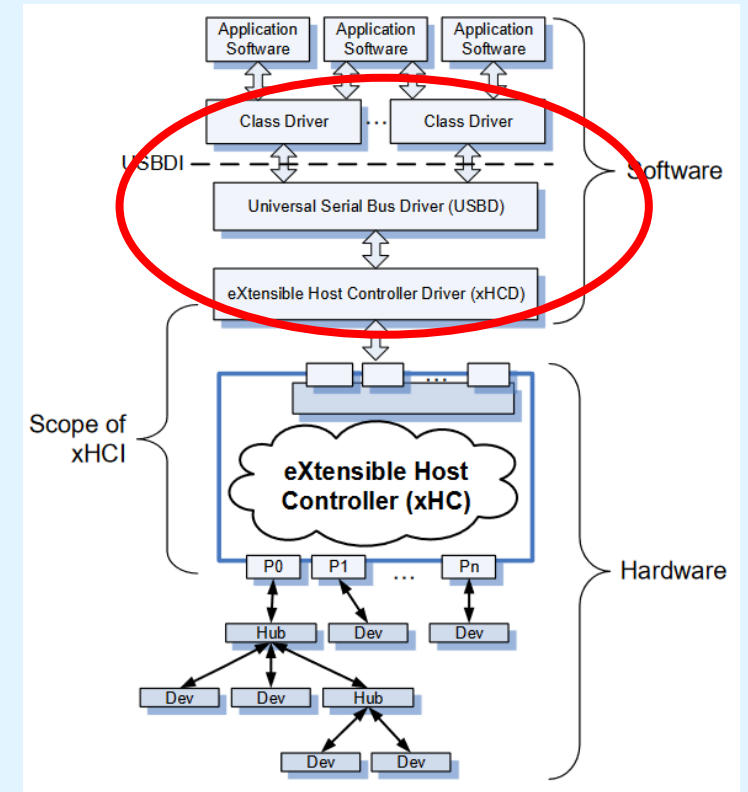 Application
Software
Application
Software
Application
Software
Class Driver
...
Class Driver
USBDI
Software
Universal Serial Bus Driver (USBD)
eXtensible Host Controller Driver (xHCD)
...
Scope of
xHCI
eXtensible Host
Controller (xHC)
P0
P1
...
Pn
Hardware
Hub
Dev
Dev
Dev
Dev
Hub
Dev
Dev